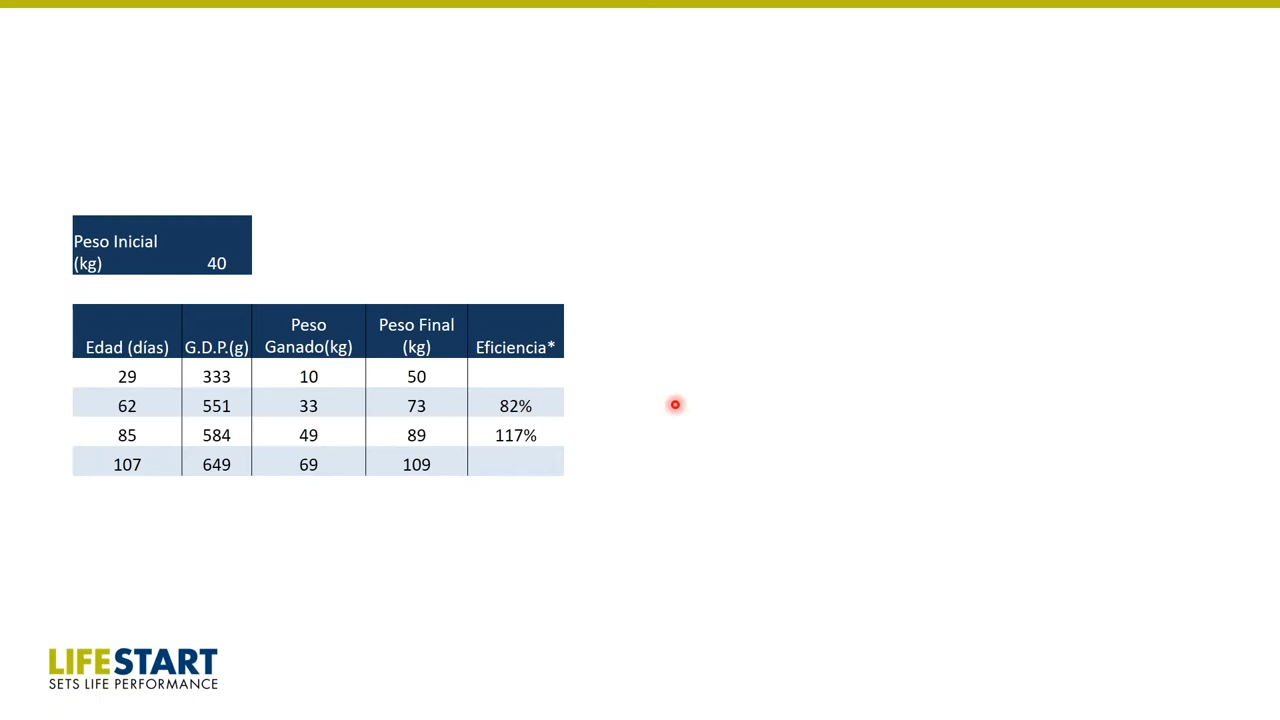 Peso Inicial
(kg) 40
Peso Peso Final
Edad (días) G.D.P.(g) Ganado(kg) (kg) Eficiencia*
29 333 10 50
62 551 33 73 82%
85 584 49 89 117%
107 649 69 109
LIFESTART
SETS LIFE PERFORMANCE